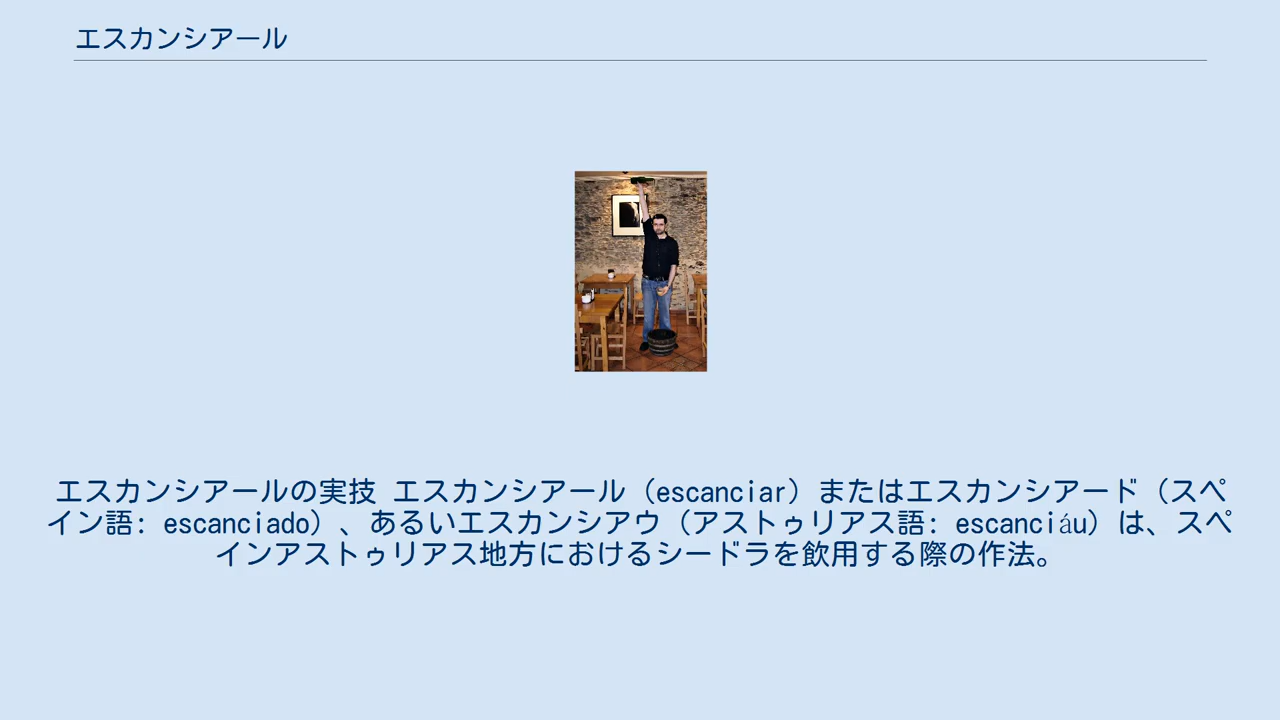 エスカンシアール
エスカンシアールの実技 エスカンシアール（escanciar）またはエスカンシアード（スペ
イン語: escanciado）、あるいエスカンシアウ（アストゥリアス語: escanciáu）は、スペ
インアストゥリアス地方におけるシードラを飲用する際の作法。